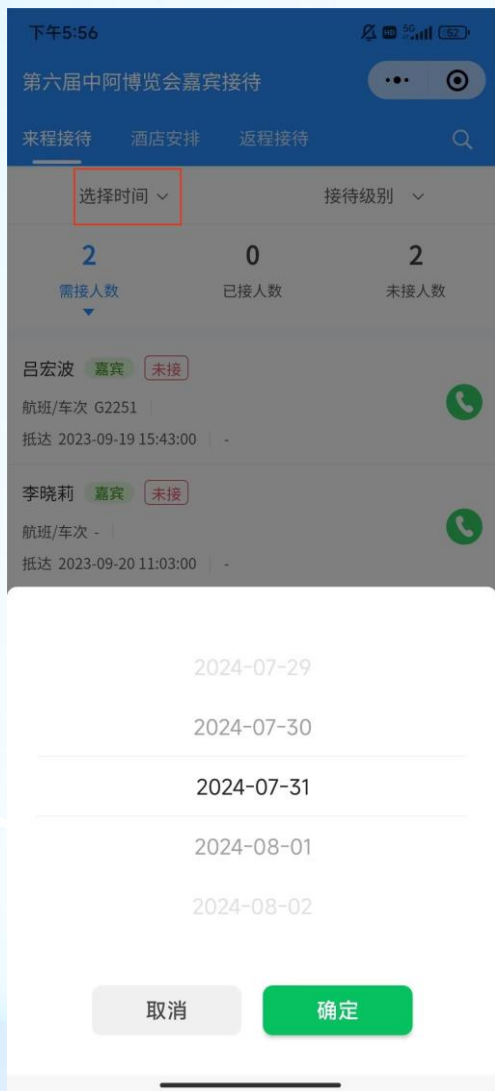 下午5:56
HD 5G 52
第六届中阿博览会嘉宾接待
来程接待 酒店安排 返程接待
选择时间 接待级别
2 0 2
需接人数 已接人数 未接人数
吕宏波 嘉宾 未接
航班/车次 G2251
抵达 2023-09-19 15:43:00 -
李晓莉 嘉宾 未接
航班/车次 -
抵达 2023-09-20 11:03:00 -
2024-07-29
2024-07-30
2024-07-31
2024-08-01
2024-08-02
取消 确定